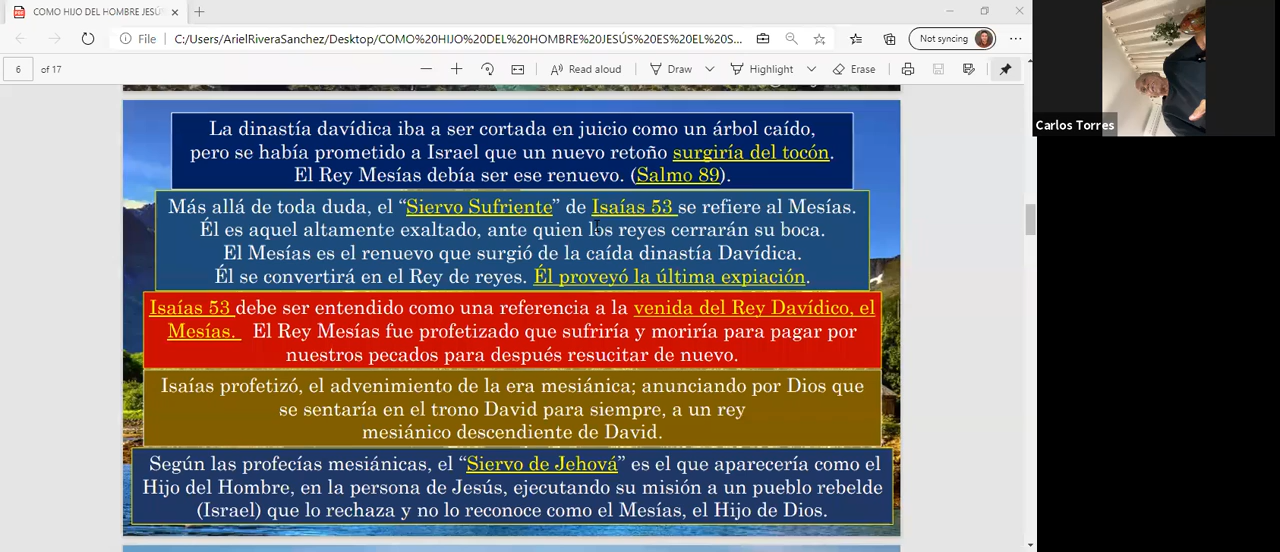 COMO HIJO DEL HOMBRE JESÚS
File
C:/Users/ArielRiveraSanchez/Desktop/COMO%20HIJO%20DEL%20HOMBRE%20JESÚS%20ES%20EL%20S...
Not syncing
6 of 17
Read aloud
Draw
Highlight
Erase
Carlos Torres
La dinastía davídica iba a ser cortada en juicio como un árbol caído,
pero se había prometido a Israel que un nuevo retoño surgiría del tocón.
El Rey Mesías debía ser ese renuevo. (Salmo 89).
Más allá de toda duda, el “Siervo Sufriente” de Isaías 53 se refiere al Mesías.
Él es aquel altamente exaltado, ante quien los reyes cerrarán su boca.
El Mesías es el renuevo que surgió de la caída dinastía Davídica.
Él se convertirá en el Rey de reyes. Él proveyó la última expiación.
Isaías 53 debe ser entendido como una referencia a la venida del Rey Davídico, el
Mesías. El Rey Mesías fue profetizado que sufriría y moriría para pagar por
nuestros pecados para después resucitar de nuevo.
Isaías profetizó, el advenimiento de la era mesiánica; anunciando por Dios que
se sentaría en el trono David para siempre, a un rey
mesiánico descendiente de David.
Según las profecías mesiánicas, el “Siervo de Jehová” es el que aparecería como el
Hijo del Hombre, en la persona de Jesús, ejecutando su misión a un pueblo rebelde
(Israel) que lo rechaza y no lo reconoce como el Mesías, el Hijo de Dios.